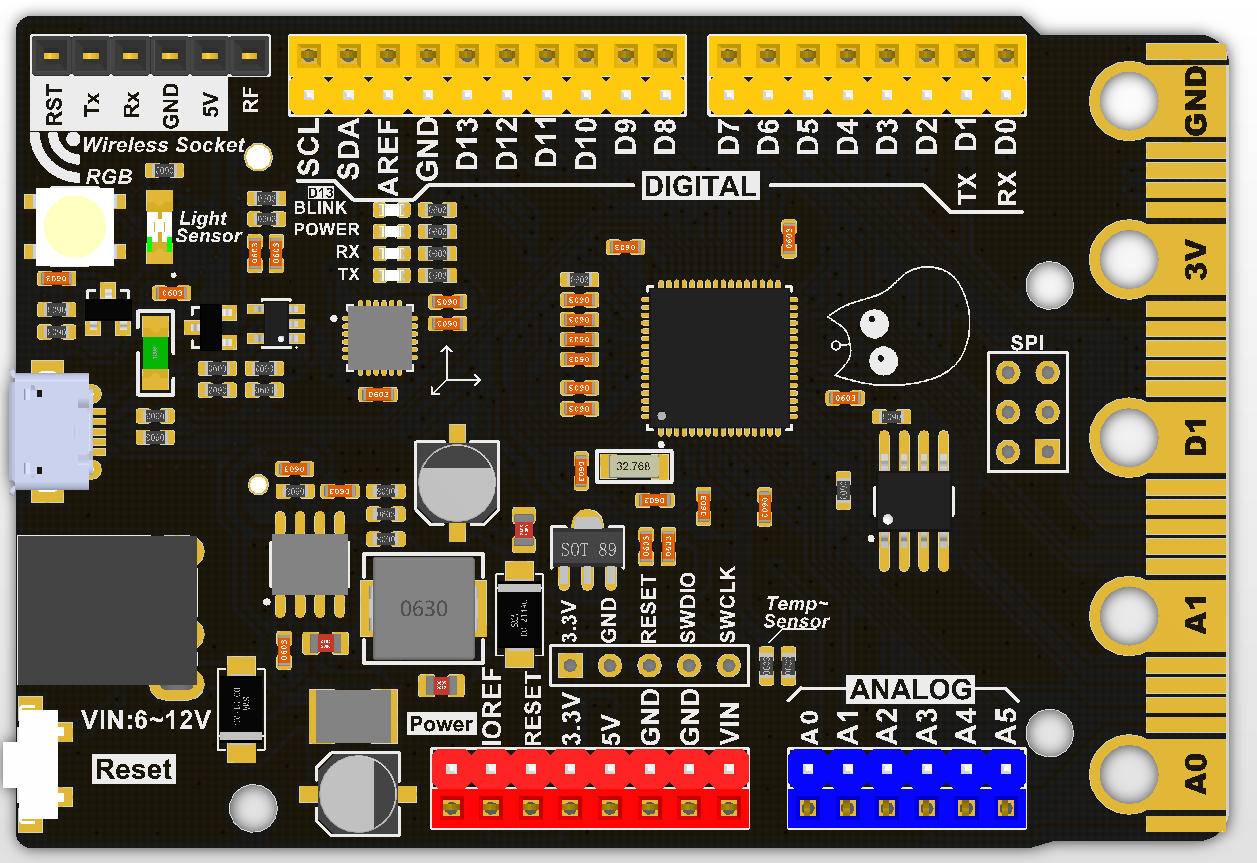 RST
Tx
Rx
GND
5V
RF
Wireless Socket
RGB
Light
Sensor
SCL
SDA
AREF
GND
D13
D12
D11
D10
D9
D8
D7
D6
D5
D4
D3
D2
D1
D0
TX
RX
DIGITAL
D13
BLINK
POWER
RX
TX
GND
3V
D1
A1
A0
SPI
32.768
SOT 89
0630
3.3V
GND
RESET
SWDIO
SWCLK
Temp~
Sensor
VIN:6~12V
Reset
Power
IOREF
RESET
3.3V
5V
GND
GND
VIN
ANALOG
A0
A1
A2
A3
A4
A5